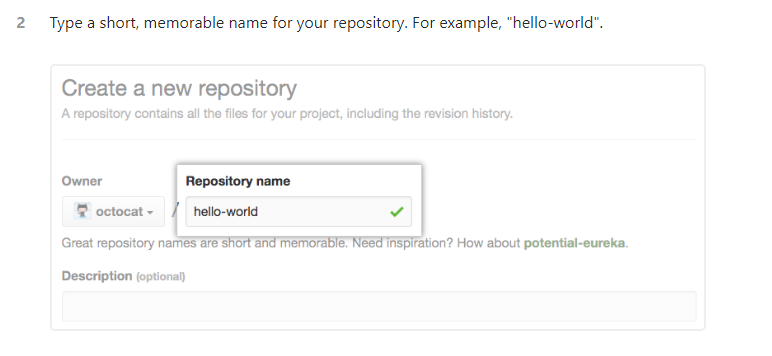 2 Type a short, memorable name for your repository. For example, "hello-world".
Create a new repository
A repository contains all the files for your project, including the revision history.
Owner Repository name
octocat / hello-world
Great repository names are short and memorable. Need inspiration? How about potential-eureka.
Description (optional)